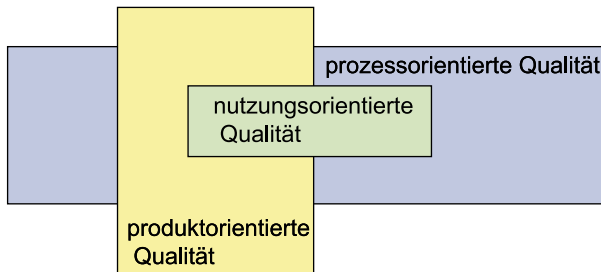 prozessorientierte Qualität
nutzungsorientierte
Qualität
produktorientierte
Qualität